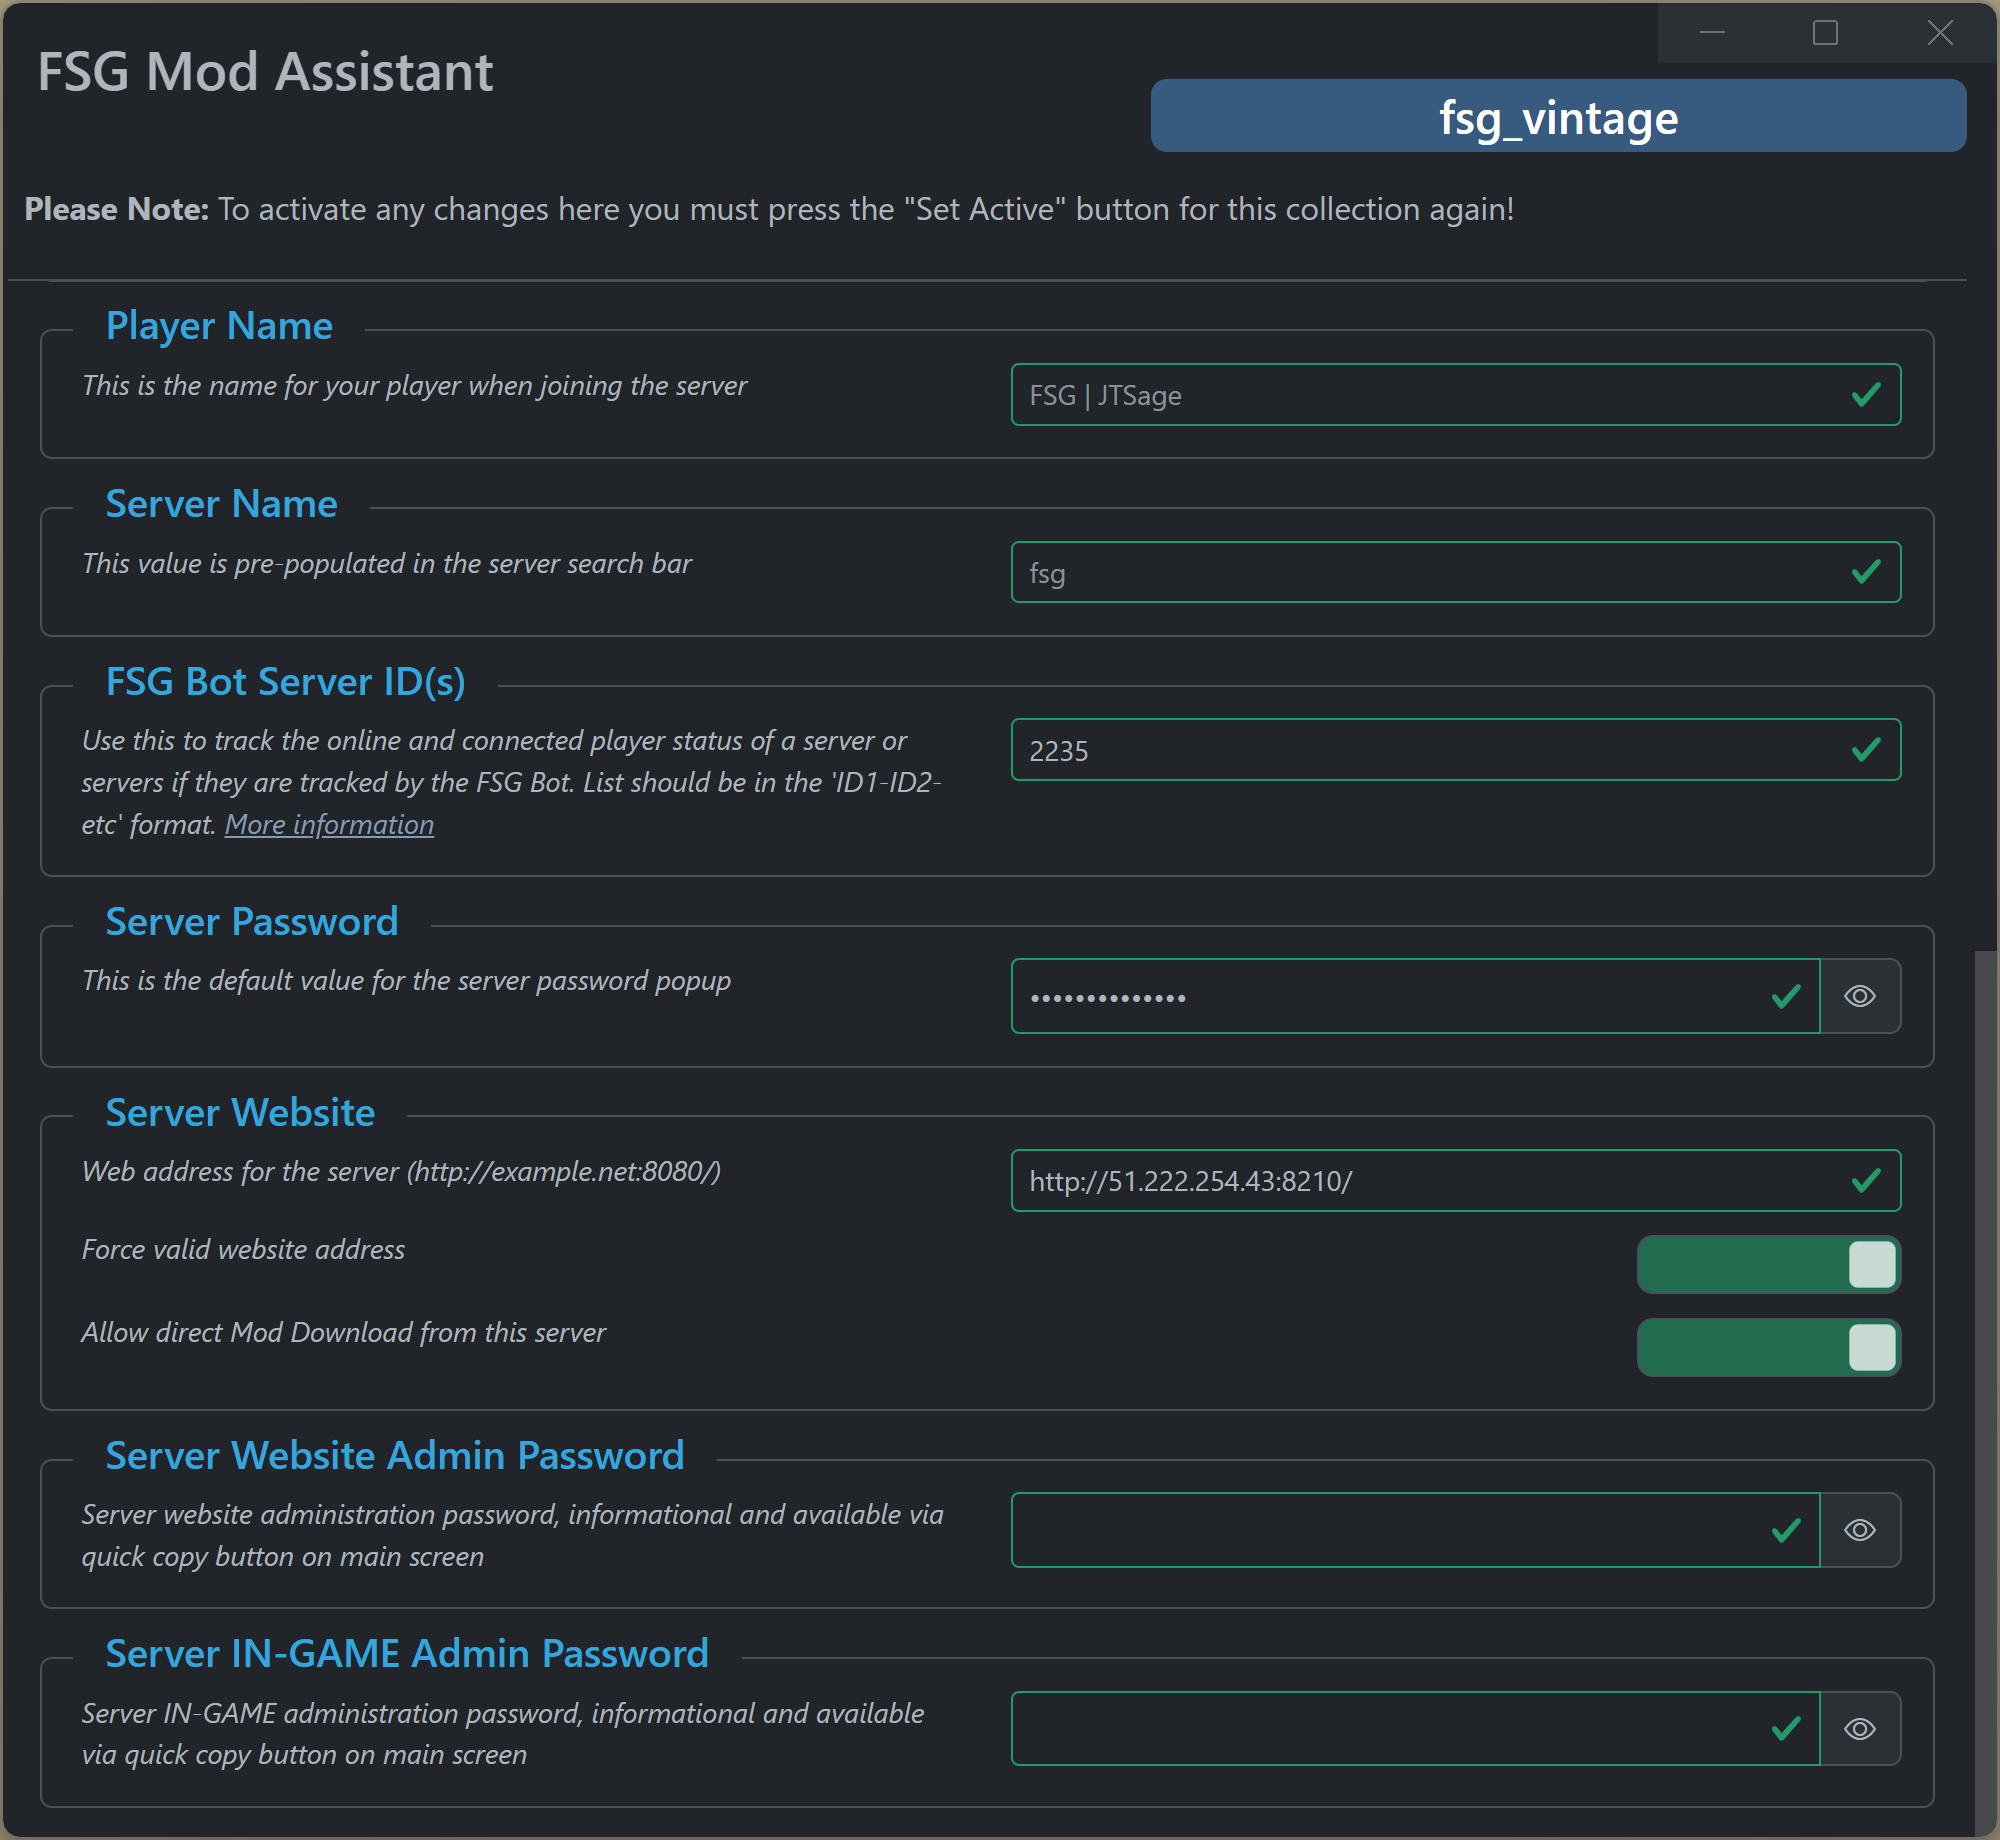 FSG Mod Assistant
fsg_vintage
Please Note: To activate any changes here you must press the "Set Active" button for this collection again!
Player Name
This is the name for your player when joining the server
FSG | JTSage
Server Name
This value is pre-populated in the server search bar
fsg
FSG Bot Server ID(s)
Use this to track the online and connected player status of a server or
servers if they are tracked by the FSG Bot. List should be in the 'ID1-ID2-
etc' format. More information
2235
Server Password
This is the default value for the server password popup
••••••••••••••
Server Website
Web address for the server (http://example.net:8080/)
http://51.222.254.43:8210/
Force valid website address
Allow direct Mod Download from this server
Server Website Admin Password
Server website administration password, informational and available via
quick copy button on main screen
Server IN-GAME Admin Password
Server IN-GAME administration password, informational and available
via quick copy button on main screen